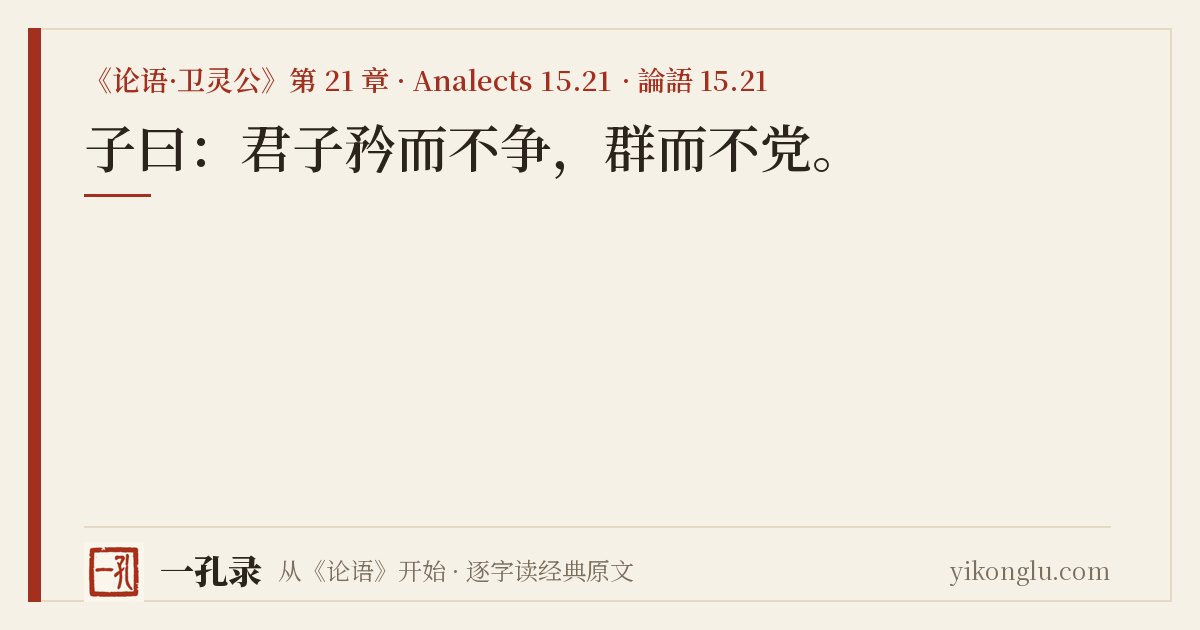 《论语·卫灵公》第 21 章 · Analects 15.21 · 論語 15.21
子曰：君子矜而不争，群而不党。
一孔
一孔录 从《论语》开始 · 逐字读经典原文 yikonglu.com